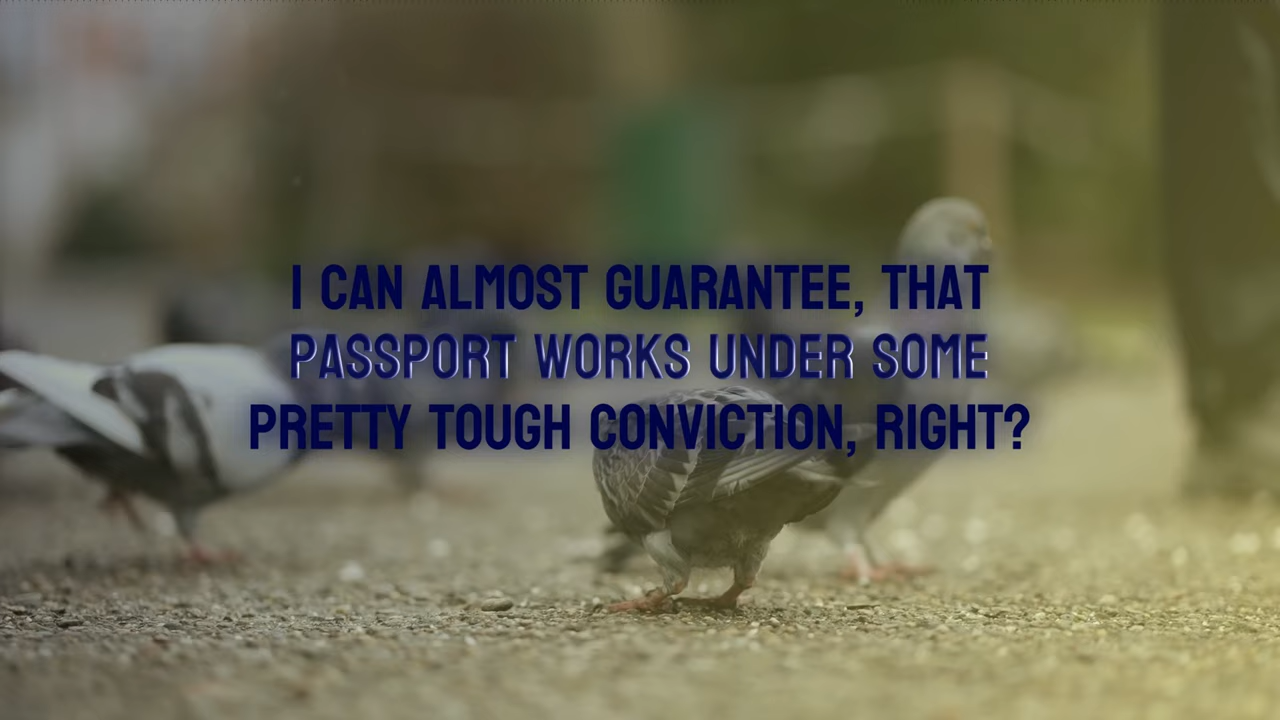 I CAN ALMOST GUARANTEE, THAT
PASSPORT WORKS UNDER SOME
PRETTY TOUGH CONVICTION, RIGHT?